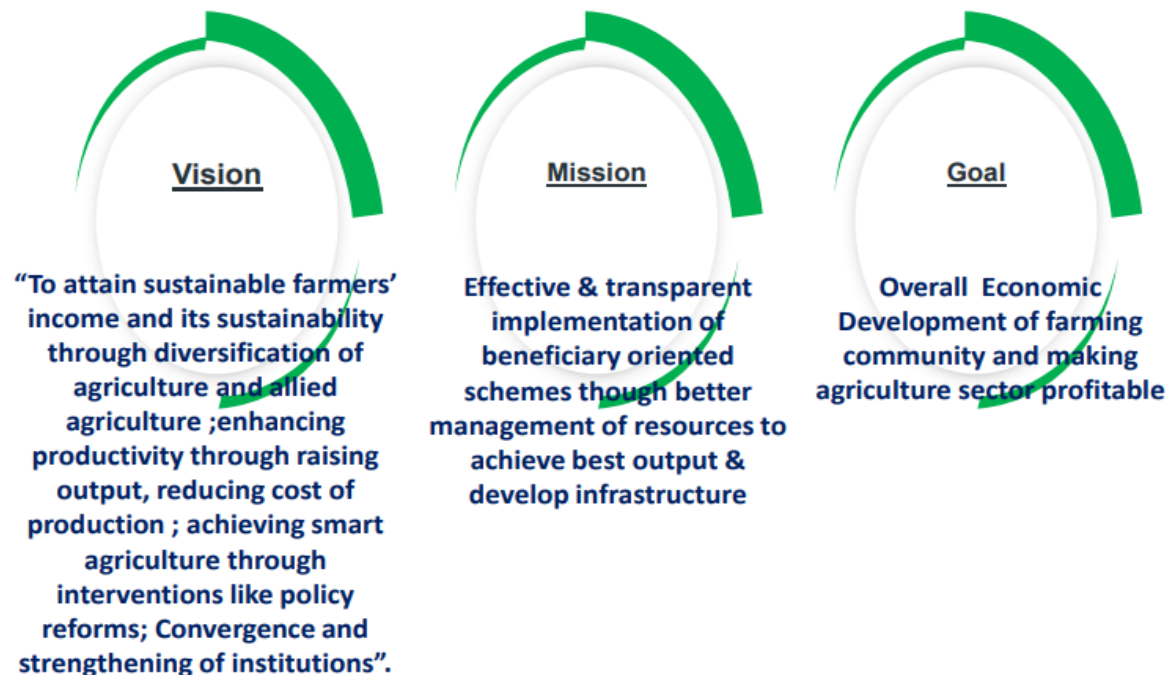 Vision
“To attain sustainable farmers’
income and its sustainability
through diversification of
agriculture and allied
agriculture ;enhancing
productivity through raising
output, reducing cost of
production ; achieving smart
agriculture through
interventions like policy
reforms; Convergence and
strengthening of institutions”.
Mission
Effective & transparent
implementation of
beneficiary oriented
schemes though better
management of resources to
achieve best output &
develop infrastructure
Goal
Overall Economic
Development of farming
community and making
agriculture sector profitable